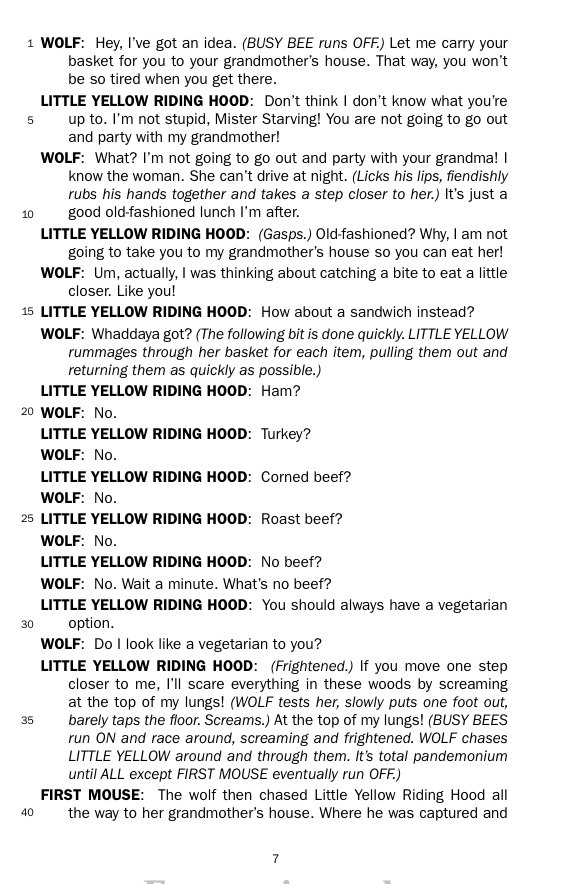 1 WOLF: Hey, I've got an idea. (BUSY BEE runs OFF.) Let me carry your
basket for you to your grandmother's house. That way, you won't
be so tired when you get there.
LITTLE YELLOW RIDING HOOD: Don't think I don't know what you're
5 up to. I'm not stupid, Mister Starving! You are not going to go out
and party with my grandmother!
WOLF: What? I'm not going to go out and party with your grandma! I
know the woman. She can't drive at night. (Licks his lips, fiendishly
rubs his hands together and takes a step closer to her.) It's just a
10 good old-fashioned lunch I'm after.
LITTLE YELLOW RIDING HOOD: (Gasps.) Old-fashioned? Why, I am not
going to take you to my grandmother's house so you can eat her!
WOLF: Um, actually, I was thinking about catching a bite to eat a little
closer. Like you!
15 LITTLE YELLOW RIDING HOOD: How about a sandwich instead?
WOLF: Whaddaya got? (The following bit is done quickly. LITTLE YELLOW
rummages through her basket for each item, pulling them out and
returning them as quickly as possible.)
LITTLE YELLOW RIDING HOOD: Ham?
20 WOLF: No.
LITTLE YELLOW RIDING HOOD: Turkey?
WOLF: No.
LITTLE YELLOW RIDING HOOD: Corned beef?
WOLF: No.
25 LITTLE YELLOW RIDING HOOD: Roast beef?
WOLF: No.
LITTLE YELLOW RIDING HOOD: No beef?
WOLF: No. Wait a minute. What's no beef?
LITTLE YELLOW RIDING HOOD: You should always have a vegetarian
30 option.
WOLF: Do I look like a vegetarian to you?
LITTLE YELLOW RIDING HOOD: (Frightened.) If you move one step
closer to me, I'll scare everything in these woods by screaming
at the top of my lungs! (WOLF tests her, slowly puts one foot out,
35 barely taps the floor. Screams.) At the top of my lungs! (BUSY BEES
run ON and race around, screaming and frightened. WOLF chases
LITTLE YELLOW around and through them. It's total pandemonium
until ALL except FIRST MOUSE eventually run OFF.)
FIRST MOUSE: The wolf then chased Little Yellow Riding Hood all
40 the way to her grandmother's house. Where he was captured and
7